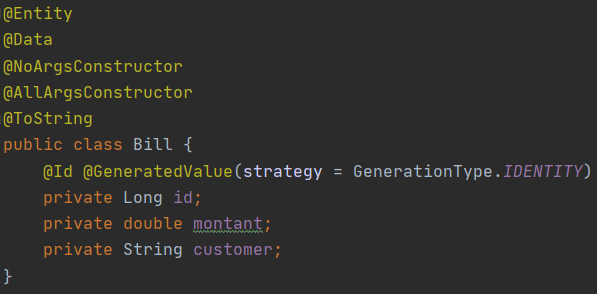 @Entity
@Data
@NoArgsConstructor
@AllArgsConstructor
@ToString
public class Bill {
    @Id @GeneratedValue(strategy = GenerationType.IDENTITY)
    private Long id;
    private double montant;
    private String customer;
}